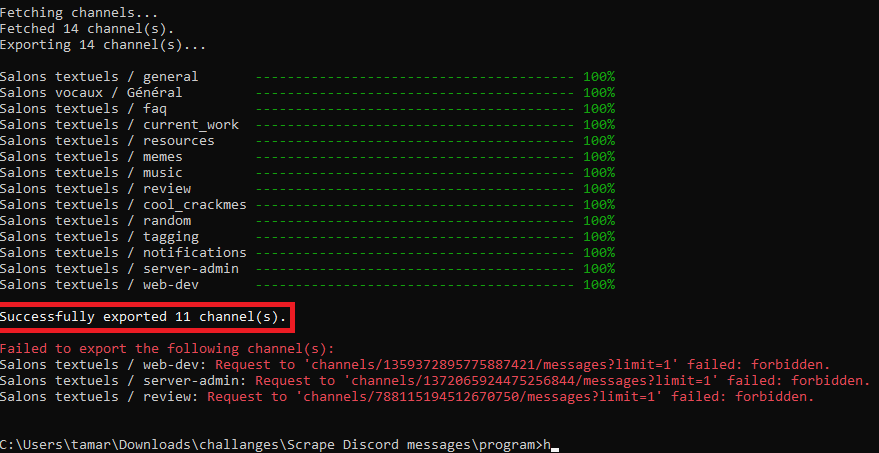 Fetching channels...
Fetched 14 channel(s).
Exporting 14 channel(s)...
Salons textuels / general ---------------------------------------- 100%
Salons vocaux / Général ---------------------------------------- 100%
Salons textuels / faq ---------------------------------------- 100%
Salons textuels / current_work ---------------------------------------- 100%
Salons textuels / resources ---------------------------------------- 100%
Salons textuels / memes ---------------------------------------- 100%
Salons textuels / music ---------------------------------------- 100%
Salons textuels / review ---------------------------------------- 100%
Salons textuels / cool_crackmes ---------------------------------------- 100%
Salons textuels / random ---------------------------------------- 100%
Salons textuels / tagging ---------------------------------------- 100%
Salons textuels / notifications ---------------------------------------- 100%
Salons textuels / server-admin ---------------------------------------- 100%
Salons textuels / web-dev ---------------------------------------- 100%
Successfully exported 11 channel(s).
Failed to export the following channel(s):
Salons textuels / web-dev: Request to 'channels/1359372895775887421/messages?limit=1' failed: forbidden.
Salons textuels / server-admin: Request to 'channels/1372065924475256844/messages?limit=1' failed: forbidden.
Salons textuels / review: Request to 'channels/788115194512670750/messages?limit=1' failed: forbidden.
C:\Users\tamar\Downloads\challanges\Scrape Discord messages\program>h_